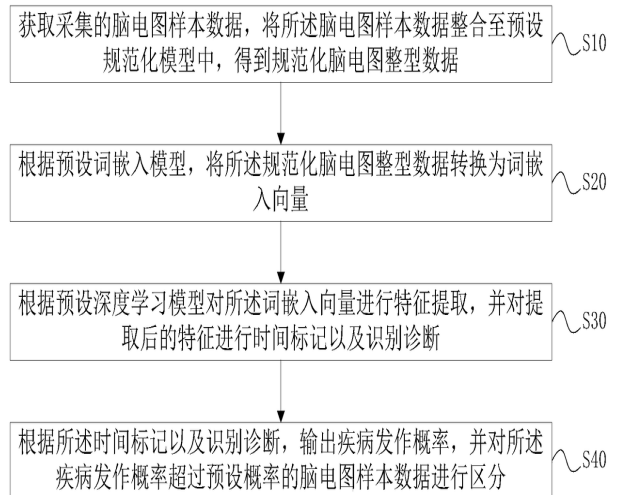 获取采集的脑电图样本数据，将所述脑电图样本数据整合至预设
规范化模型中，得到规范化脑电图整型数据
S10
根据预设词嵌入模型，将所述规范化脑电图整型数据转换为词嵌
入向量
S20
根据预设深度学习模型对所述词嵌入向量进行特征提取，并对提
取后的特征进行时间标记以及识别诊断
S30
根据所述时间标记以及识别诊断，输出疾病发作概率，并对所述
疾病发作概率超过预设概率的脑电图样本数据进行区分
S40